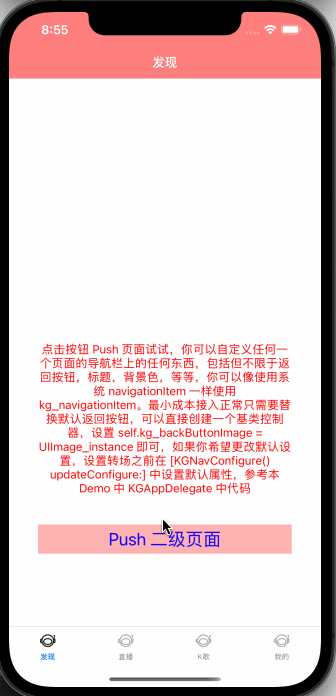 8:55
发现
点击按钮 Push 页面试试，你可以自定义任何一
个页面的导航栏上的任何东西，包括但不限于返
回按钮，标题，背景色，等等，你可以像使用系
统 navigationItem 一样使用
kg_navigationItem。最小成本接入正常只需要替
换默认返回按钮，可以直接创建一个基类控制
器，设置 self.kg_backButtonImage =
UIImage_instance 即可，如果你希望更改默认设
置，设置转场之前在 [KGNavConfigure()
updateConfigure:] 中设置默认属性，参考本
Demo 中 KGAppDelegate 中代码
Push 二级页面
发现 直播 K歌 我的